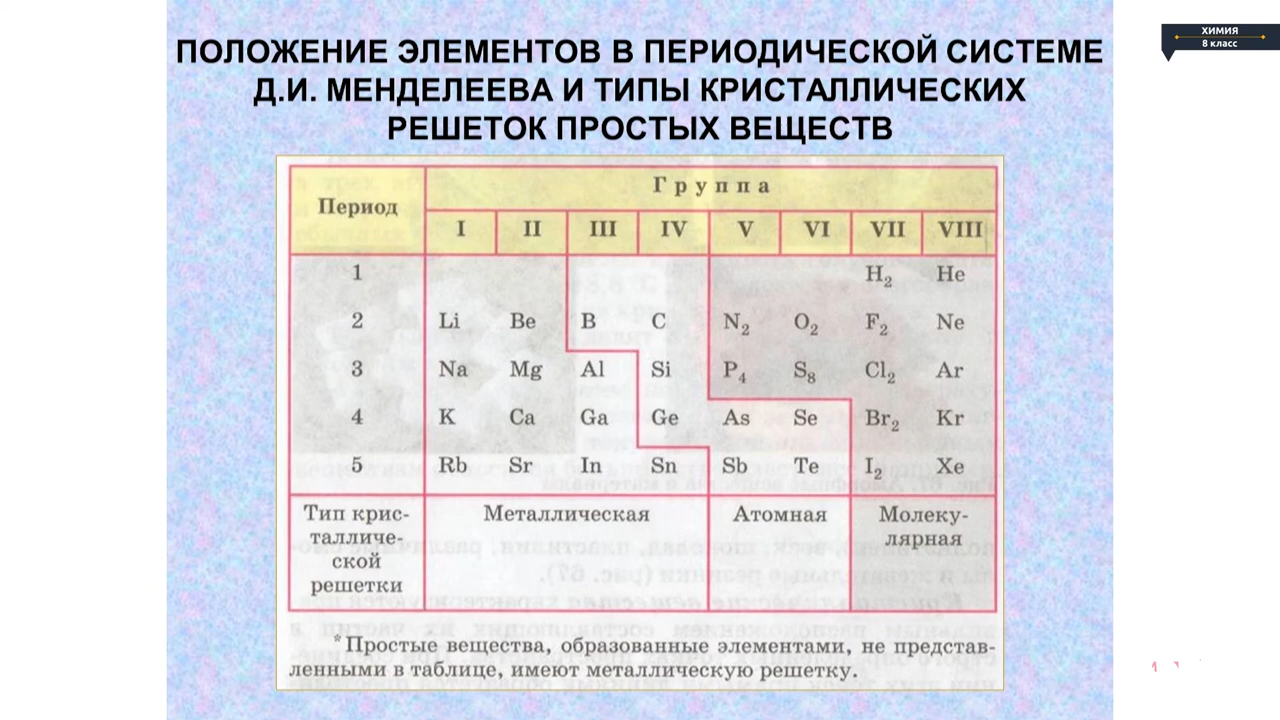 ХИМИЯ
8 класс
ПОЛОЖЕНИЕ ЭЛЕМЕНТОВ В ПЕРИОДИЧЕСКОЙ СИСТЕМЕ
Д.И. МЕНДЕЛЕЕВА И ТИПЫ КРИСТАЛЛИЧЕСКИХ
РЕШЕТОК ПРОСТЫХ ВЕЩЕСТВ
Период Группа
I II III IV V VI VII VIII
1 H₂ He
2 Li Be B C N₂ O₂ F₂ Ne
3 Na Mg Al Si P₄ S₈ Cl₂ Ar
4 K Ca Ga Ge As Se Br₂ Kr
5 Rb Sr In Sn Sb Te I₂ Xe
Тип крис- Металлическая Атомная Молеку-
талличе- лярная
ской
решетки
* Простые вещества, образованные элементами, не представ-
ленными в таблице, имеют металлическую решетку.